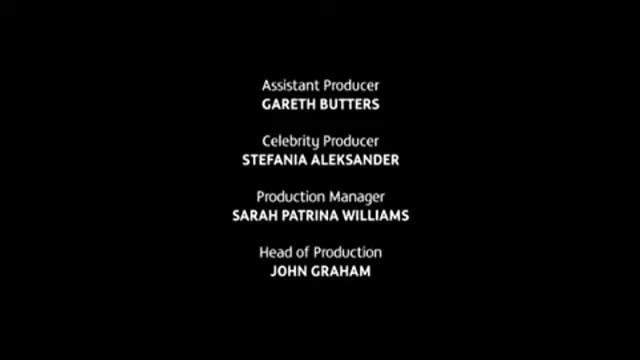 Assistant Producer
GARETH BUTTERS
Celebrity Producer
STEFANIA ALEKSANDER
Production Manager
SARAH PATRINA WILLIAMS
Head of Production
JOHN GRAHAM